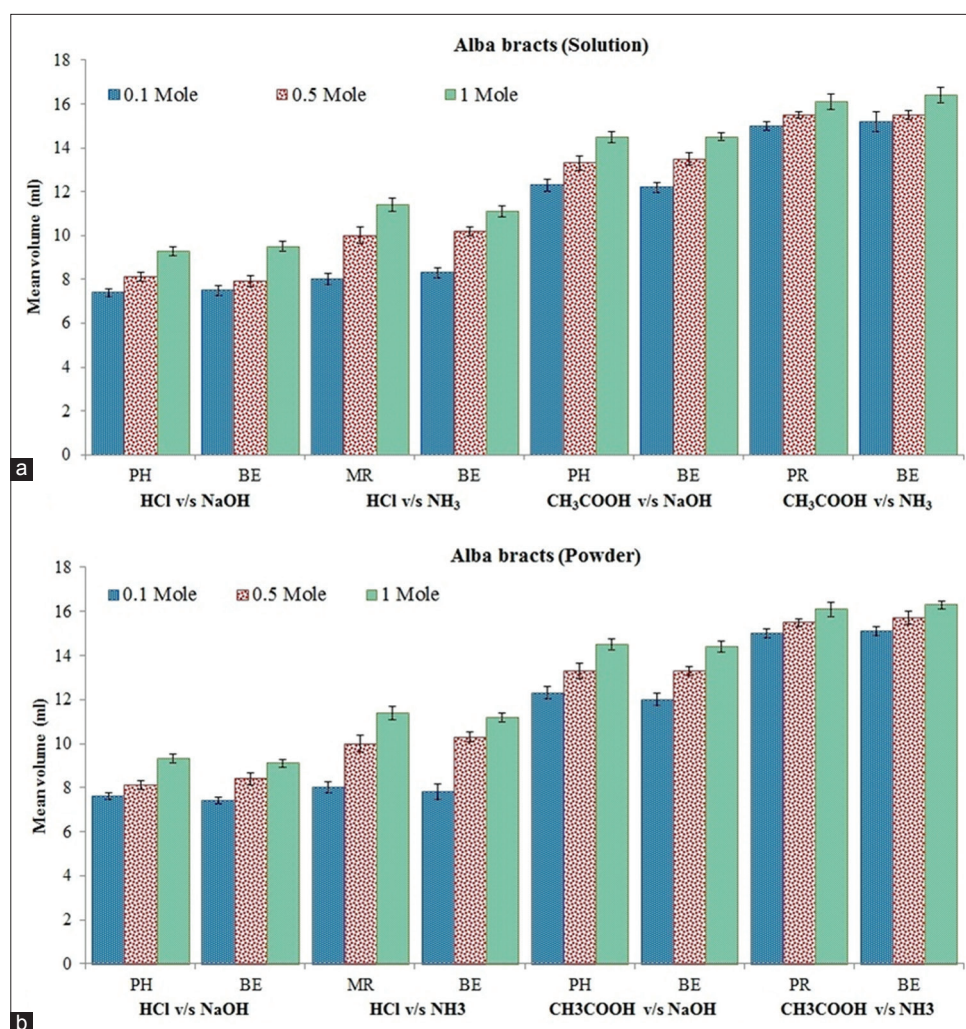 Alba bracts (Solution)
18
16
14
12
10
8
6
4
2
0
Mean volume (ml)
0.1 Mole 0.5 Mole 1 Mole
PH BE MR BE PH BE PR BE
HCl v/s NaOH HCl v/s NH₃ CH₃COOH v/s NaOH CH₃COOH v/s NH₃
a
Alba bracts (Powder)
18
16
14
12
10
8
6
4
2
0
Mean volume (ml)
0.1 Mole 0.5 Mole 1 Mole
PH BE MR BE PH BE PR BE
HCl v/s NaOH HCl v/s NH3 CH3COOH v/s NaOH CH3COOH v/s NH3
b